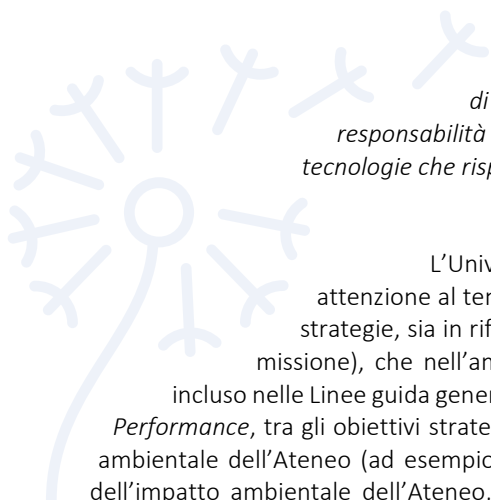 di
responsabilità
tecnologie che risp
L’Univ
attenzione al ter
strategie, sia in rif
missione), che nell’am
incluso nelle Linee guida gener
Performance, tra gli obiettivi strate
ambientale dell’Ateneo (ad esempio
dell’impatto ambientale dell’Ateneo,